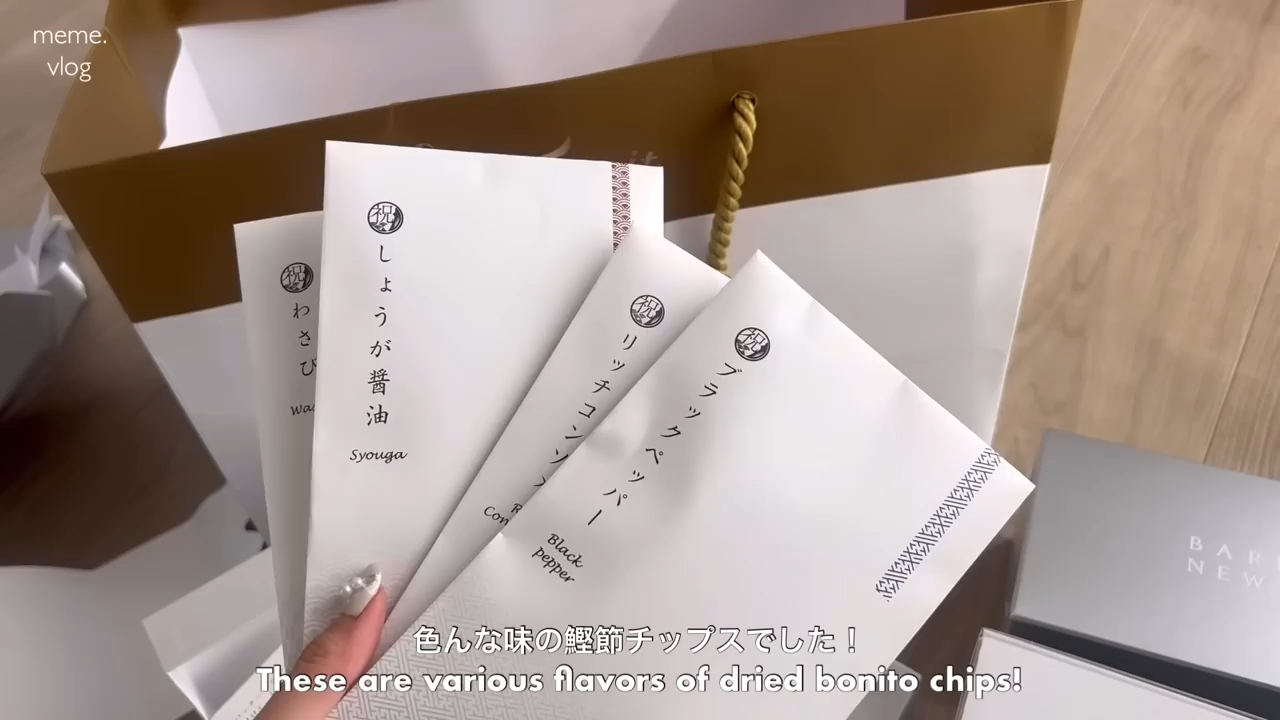 meme.
vlog
祝
わさび
祝
しょうが醤油
Syouga
祝
リッチコンソ
祝
ブラックペッパー
Black
pepper
BAR
NEW
色んな味の鰹節チップスでした！
These are various flavors of dried bonito chips!